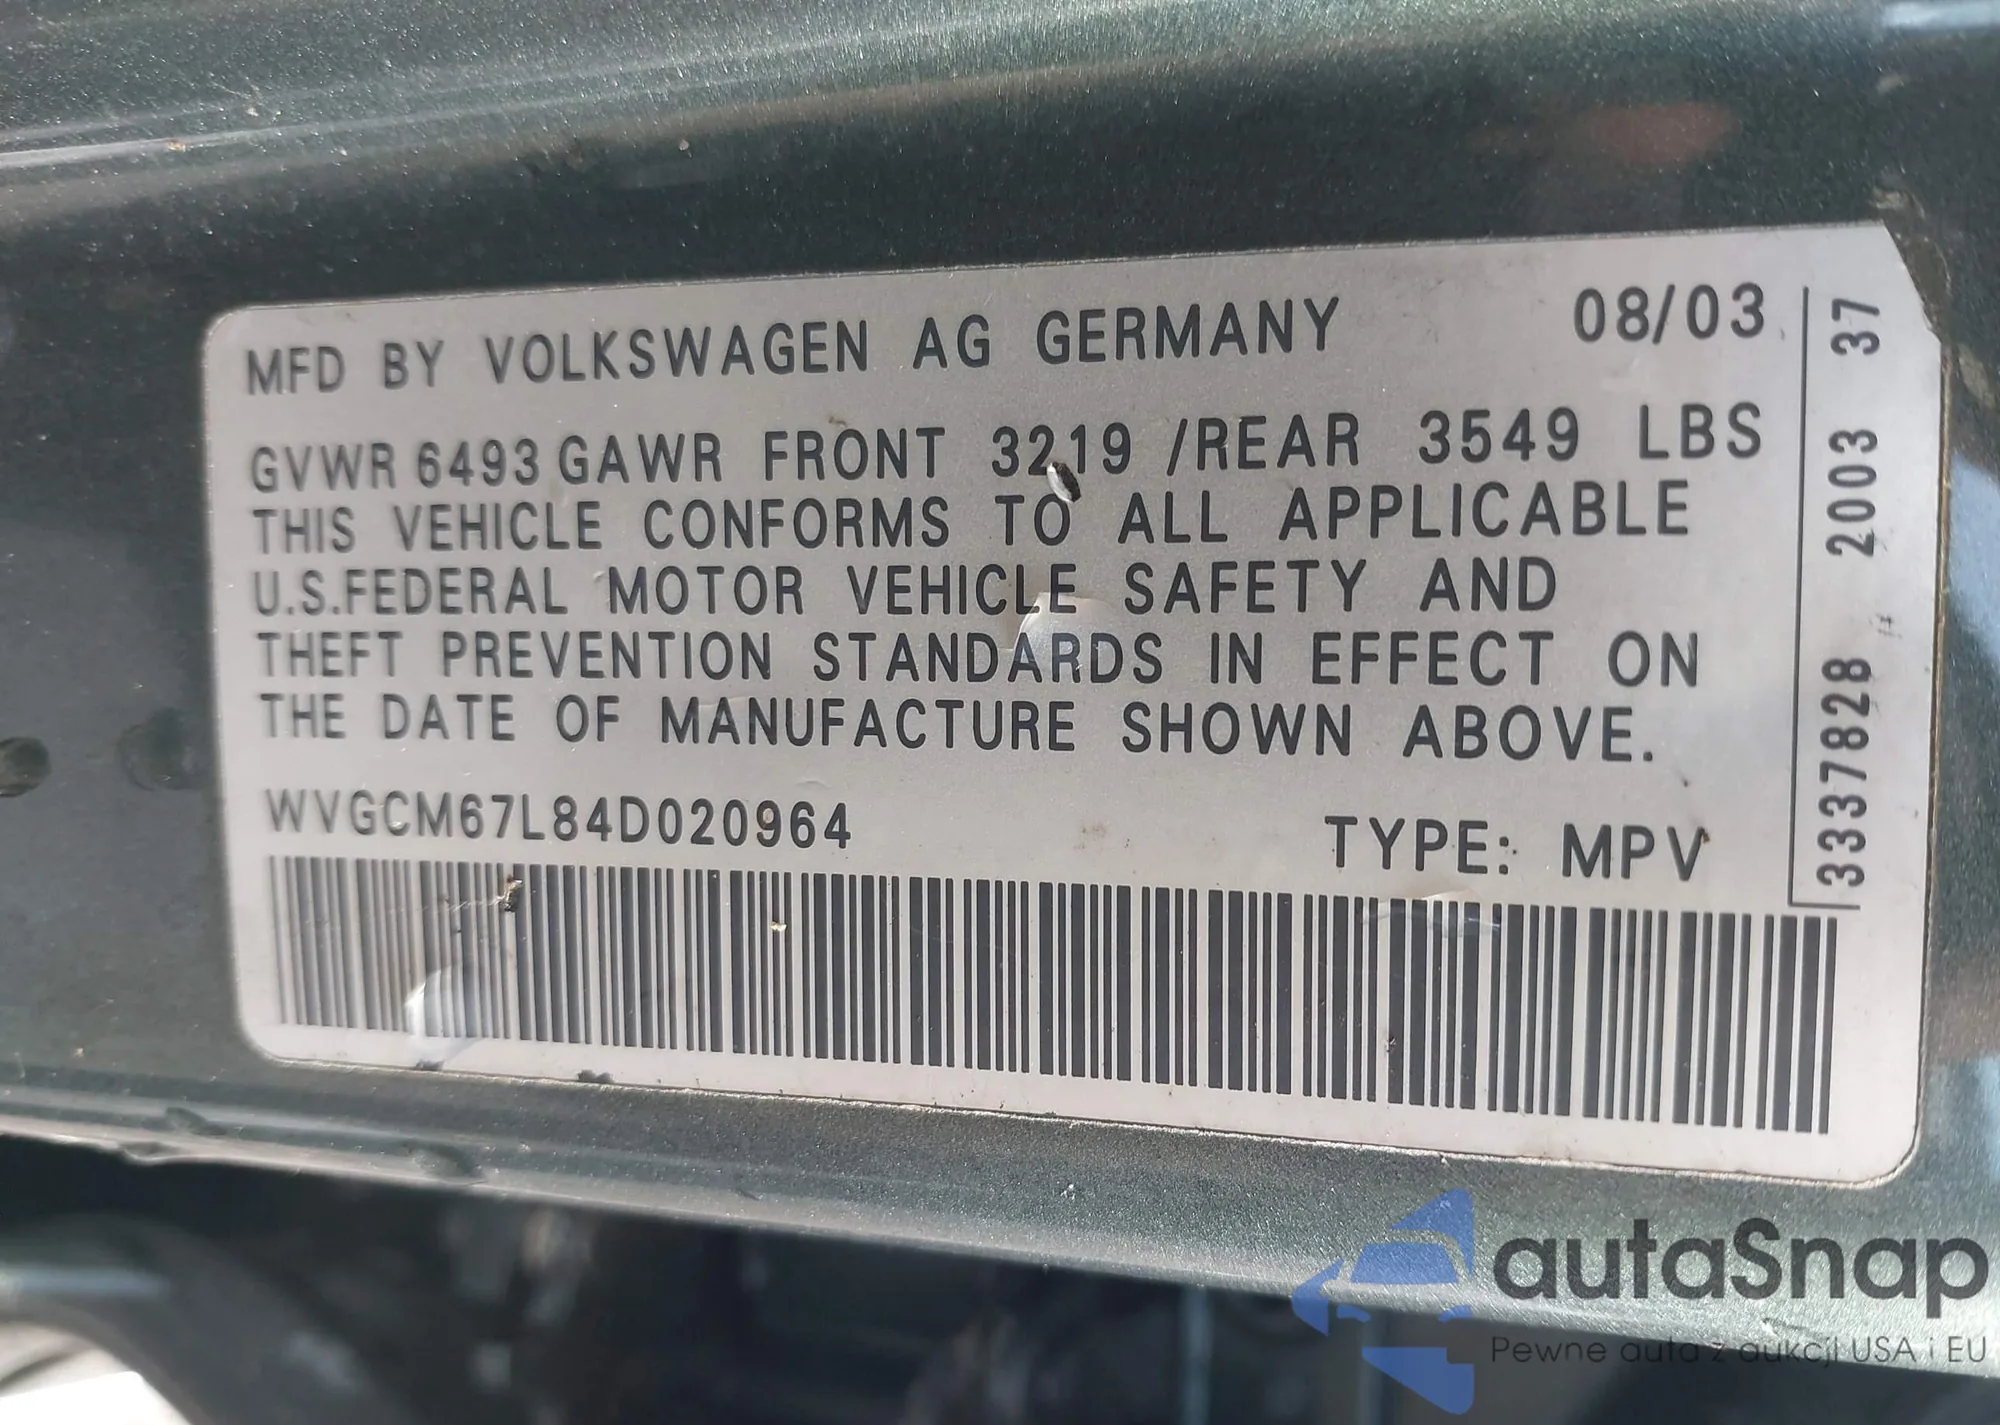 MFD BY VOLKSWAGEN AG GERMANY 08/03
GVWR 6493 GAWR FRONT 3219 /REAR 3549 LBS
THIS VEHICLE CONFORMS TO ALL APPLICABLE
U.S.FEDERAL MOTOR VEHICLE SAFETY AND
THEFT PREVENTION STANDARDS IN EFFECT ON
THE DATE OF MANUFACTURE SHOWN ABOVE.
WVGCM67L84D020964 TYPE: MPV
3337828 2003 37
autaSnap
Pewne auta z aukcji USA i EU